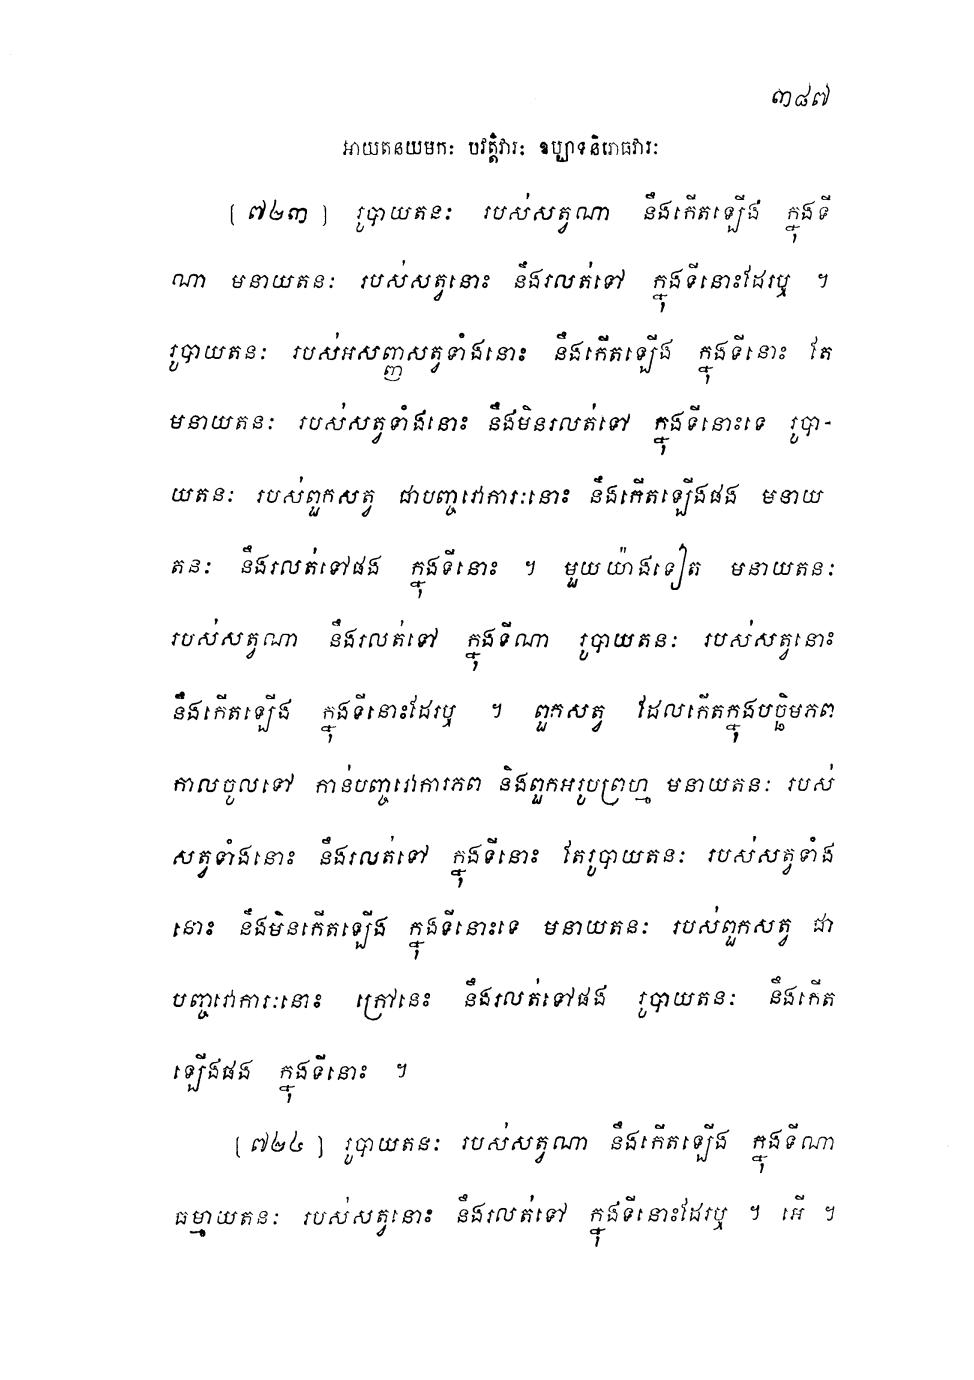 ៣៨៧
អាយតនយមកៈ បវត្តិវារៈ ឧប្បាទនិរោធវារៈ
[ ៧២៣ ] រូបាយតនៈ របស់សត្វណា នឹងកើតឡើង ក្នុងទី
ណា មនាយតនៈ របស់សត្វនោះ នឹងរលត់ទៅ ក្នុងទីនោះដែរឬ ។
រូបាយតនៈ របស់អសញ្ញសត្វទាំងនោះ នឹងកើតឡើង ក្នុងទីនោះ តែ
មនាយតនៈ របស់សត្វទាំងនោះ នឹងមិនរលត់ទៅ ក្នុងទីនោះទេ រូបា-
យតនៈ របស់ពួកសត្វ ជាបញ្ចវោការៈនោះ នឹងកើតឡើងផង មនាយ
តនៈ នឹងរលត់ទៅផង ក្នុងទីនោះ ។ មួយយ៉ាងទៀត មនាយតនៈ
របស់សត្វណា នឹងរលត់ទៅ ក្នុងទីណា រូបាយតនៈ របស់សត្វនោះ
នឹងកើតឡើង ក្នុងទីនោះដែរឬ ។ ពួកសត្វ ដែលកើតក្នុងបច្ឆិមភព
កាលចូលទៅ កាន់បញ្ចវោការភព និងពួកអរូបព្រហ្ម មនាយតនៈ របស់
សត្វទាំងនោះ នឹងរលត់ទៅ ក្នុងទីនោះ តែរូបាយតនៈ របស់សត្វទាំង
នោះ នឹងមិនកើតឡើង ក្នុងទីនោះទេ មនាយតនៈ របស់ពួកសត្វ ជា
បញ្ចវោការៈនោះ ក្រៅនេះ នឹងរលត់ទៅផង រូបាយតនៈ នឹងកើត
ឡើងផង ក្នុងទីនោះ ។
[ ៧២៤ ] រូបាយតនៈ របស់សត្វណា នឹងកើតឡើង ក្នុងទីណា
ធម្មាយតនៈ របស់សត្វនោះ នឹងរលត់ទៅ ក្នុងទីនោះដែរឬ ។ អើ ។